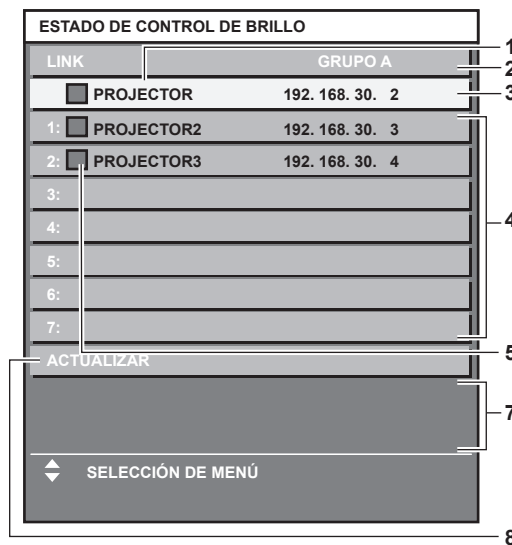 ESTADO DE CONTROL DE BRILLO
LINK GRUPO A
PROJECTOR 192. 168. 30. 2
1: PROJECTOR2 192. 168. 30. 3
2: PROJECTOR3 192. 168. 30. 4
3:
4:
5:
6:
7:
ACTUALIZAR
SELECCIÓN DE MENÚ
1
2
3
4
5
7
8